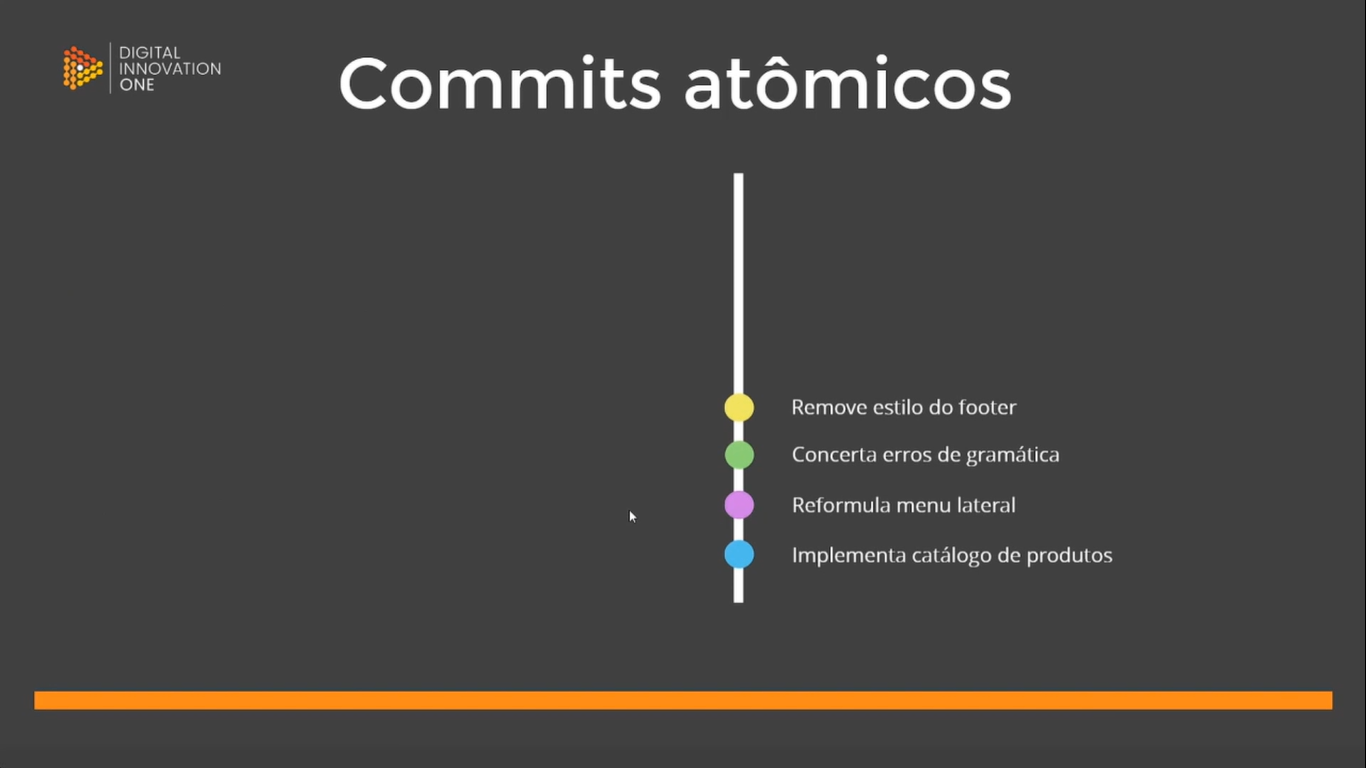 DIGITAL
INNOVATION
ONE
Commits atômicos
Remove estilo do footer
Concerta erros de gramática
Reformula menu lateral
Implementa catálogo de produtos